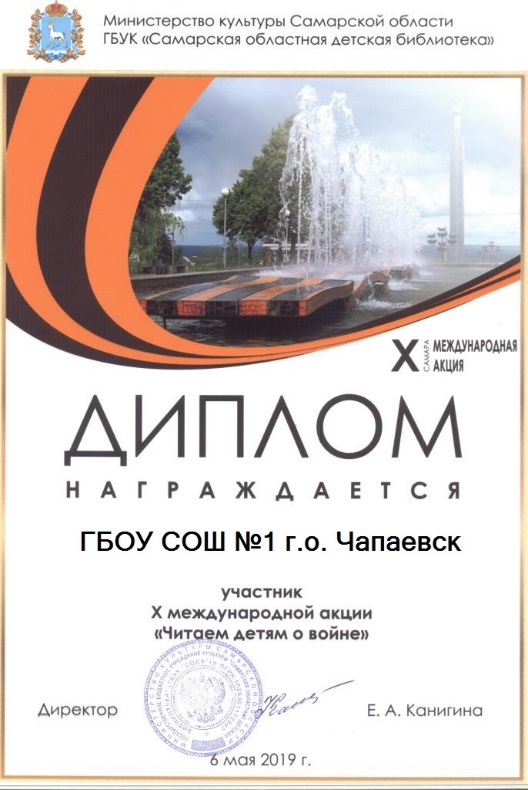 Министерство культуры Самарской области
ГБУК «Самарская областная детская библиотека»
X САМАРА МЕЖДУНАРОДНАЯ
АКЦИЯ
ДИПЛОМ
НАГРАЖДАЕТСЯ
ГБОУ СОШ №1 г.о. Чапаевск
участник
X международной акции
«Читаем детям о войне»
Директор
Е. А. Канигина
6 мая 2019 г.